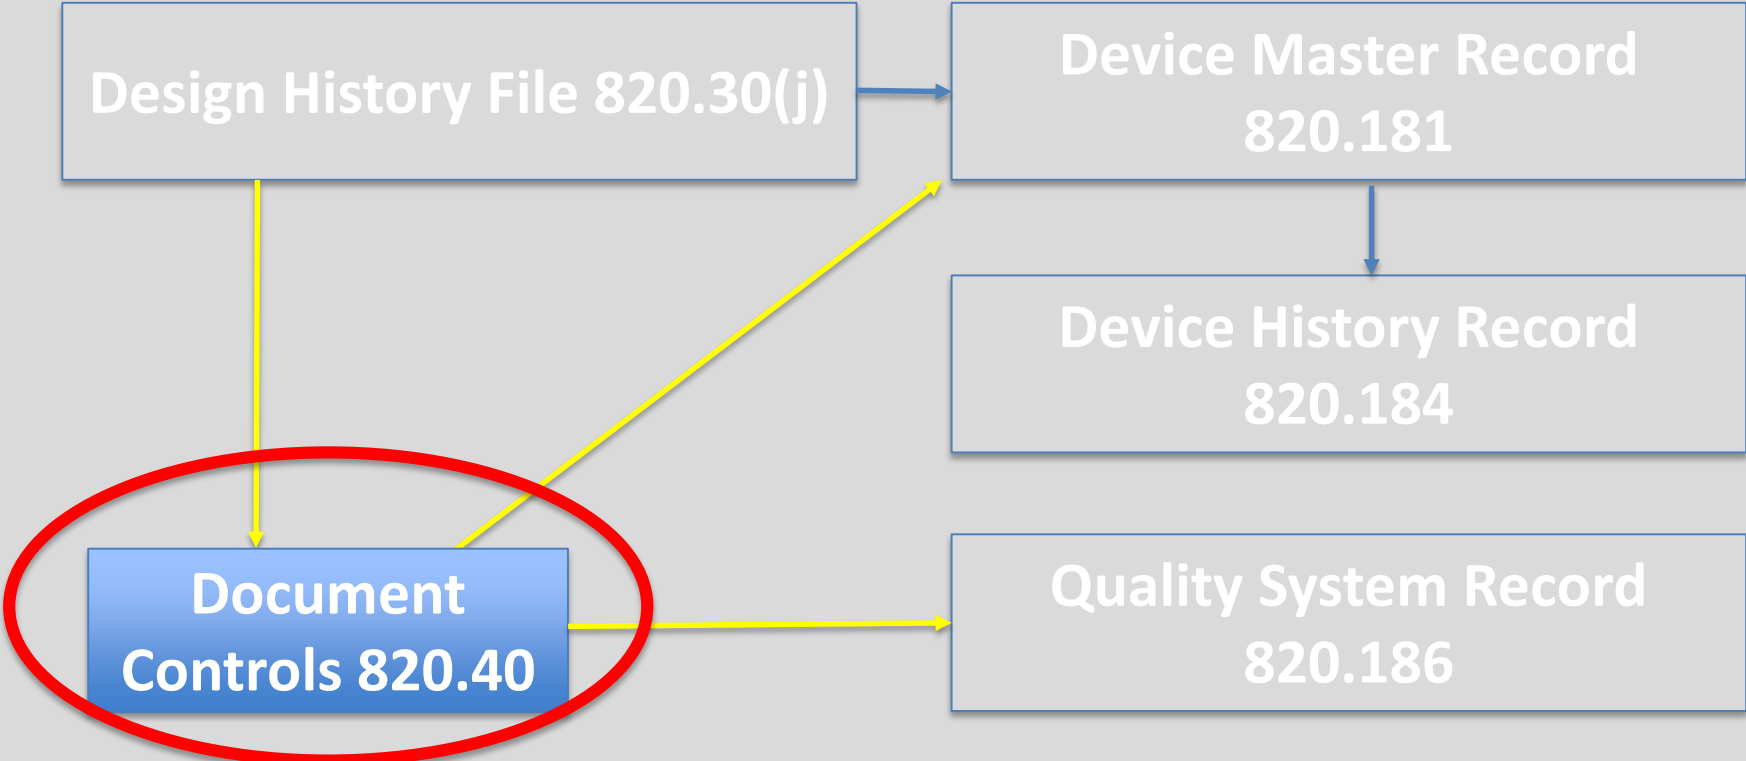 Design History File 820.30(j)
Device Master Record
820.181
Device History Record
820.184
Document
Controls 820.40
Quality System Record
820.186